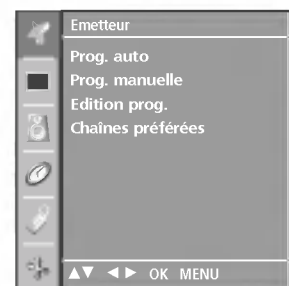 Emetteur
Prog. auto
Prog. manuelle
Edition prog.
Chaînes préférées
▲▼ ◄► OK MENU